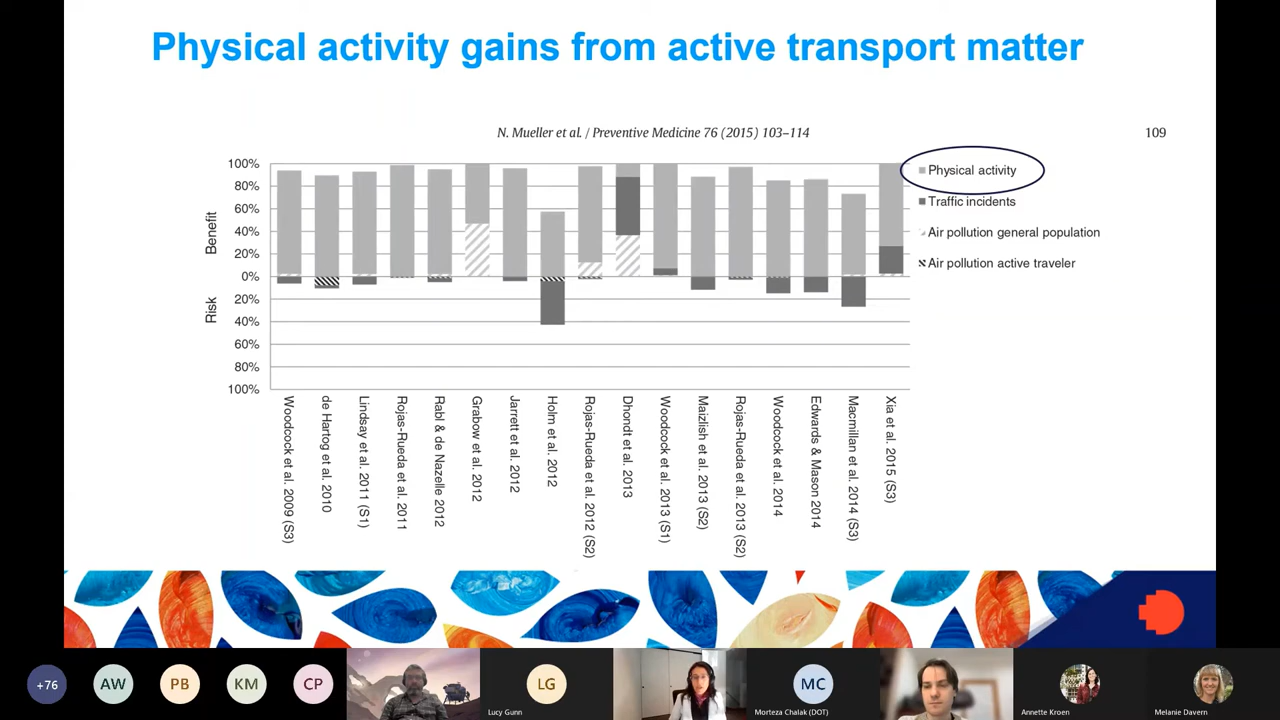 Physical activity gains from active transport matter
N. Mueller et al. / Preventive Medicine 76 (2015) 103–114
109
100%
80%
60%
40%
20%
0%
20%
40%
60%
80%
100%
Benefit
Risk
Physical activity
Traffic incidents
Air pollution general population
Air pollution active traveler
Woodcock et al. 2009 (S3)
de Hartog et al. 2010
Lindsay et al. 2011 (S1)
Rojas-Rueda et al. 2011
Rabl & de Nazelle 2012
Grabow et al. 2012
Jarrett et al. 2012
Holm et al. 2012
Rojas-Rueda et al. 2012 (S2)
Dhondt et al. 2013
Woodcock et al. 2013 (S1)
Maizlish et al. 2013 (S2)
Rojas-Rueda et al. 2013 (S2)
Woodcock et al. 2014
Edwards & Mason 2014
Macmillan et al. 2014 (S3)
Xia et al. 2015 (S3)
+76
AW
PB
KM
CP
LG
Lucy Gunn
MC
Morteza Chalak (DOT)
Annette Kroen
Melanie Davern